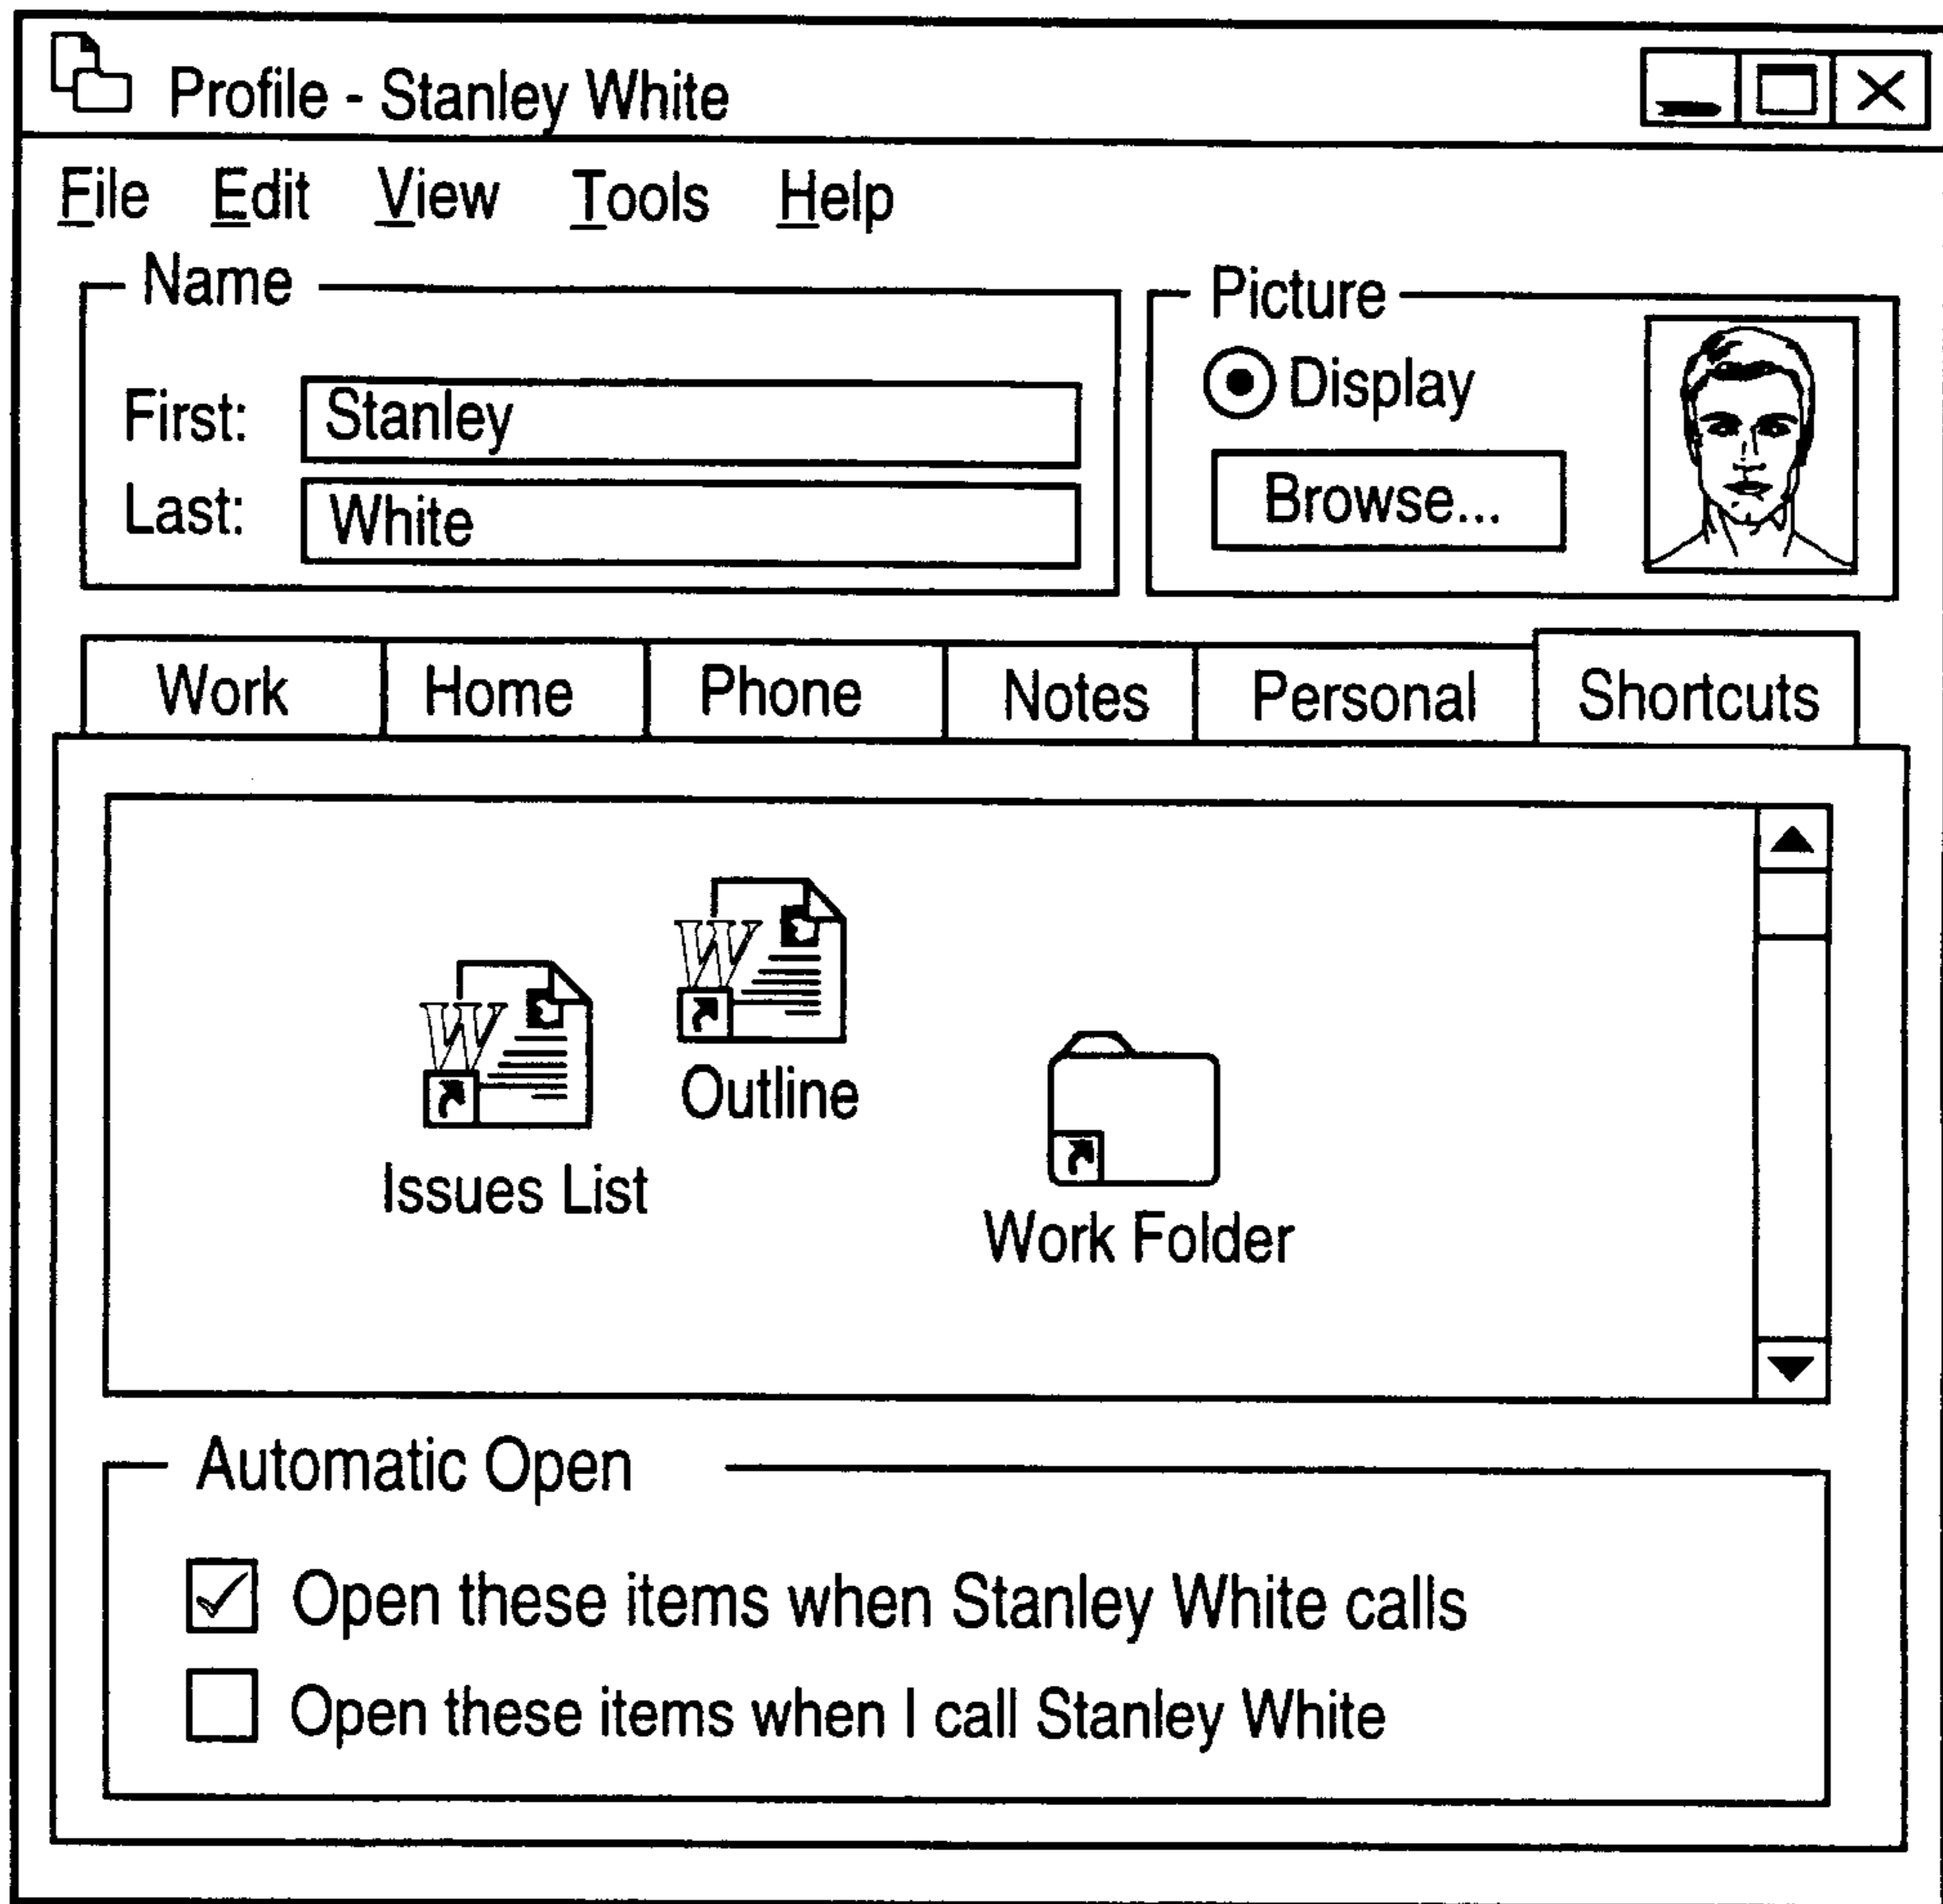 Profile - Stanley White
File Edit View Tools Help
Name
First: Stanley
Last: White
Picture
Display
Browse...
Work Home Phone Notes Personal Shortcuts
W
Outline
W
Issues List
Work Folder
Automatic Open
Open these items when Stanley White calls
Open these items when I call Stanley White